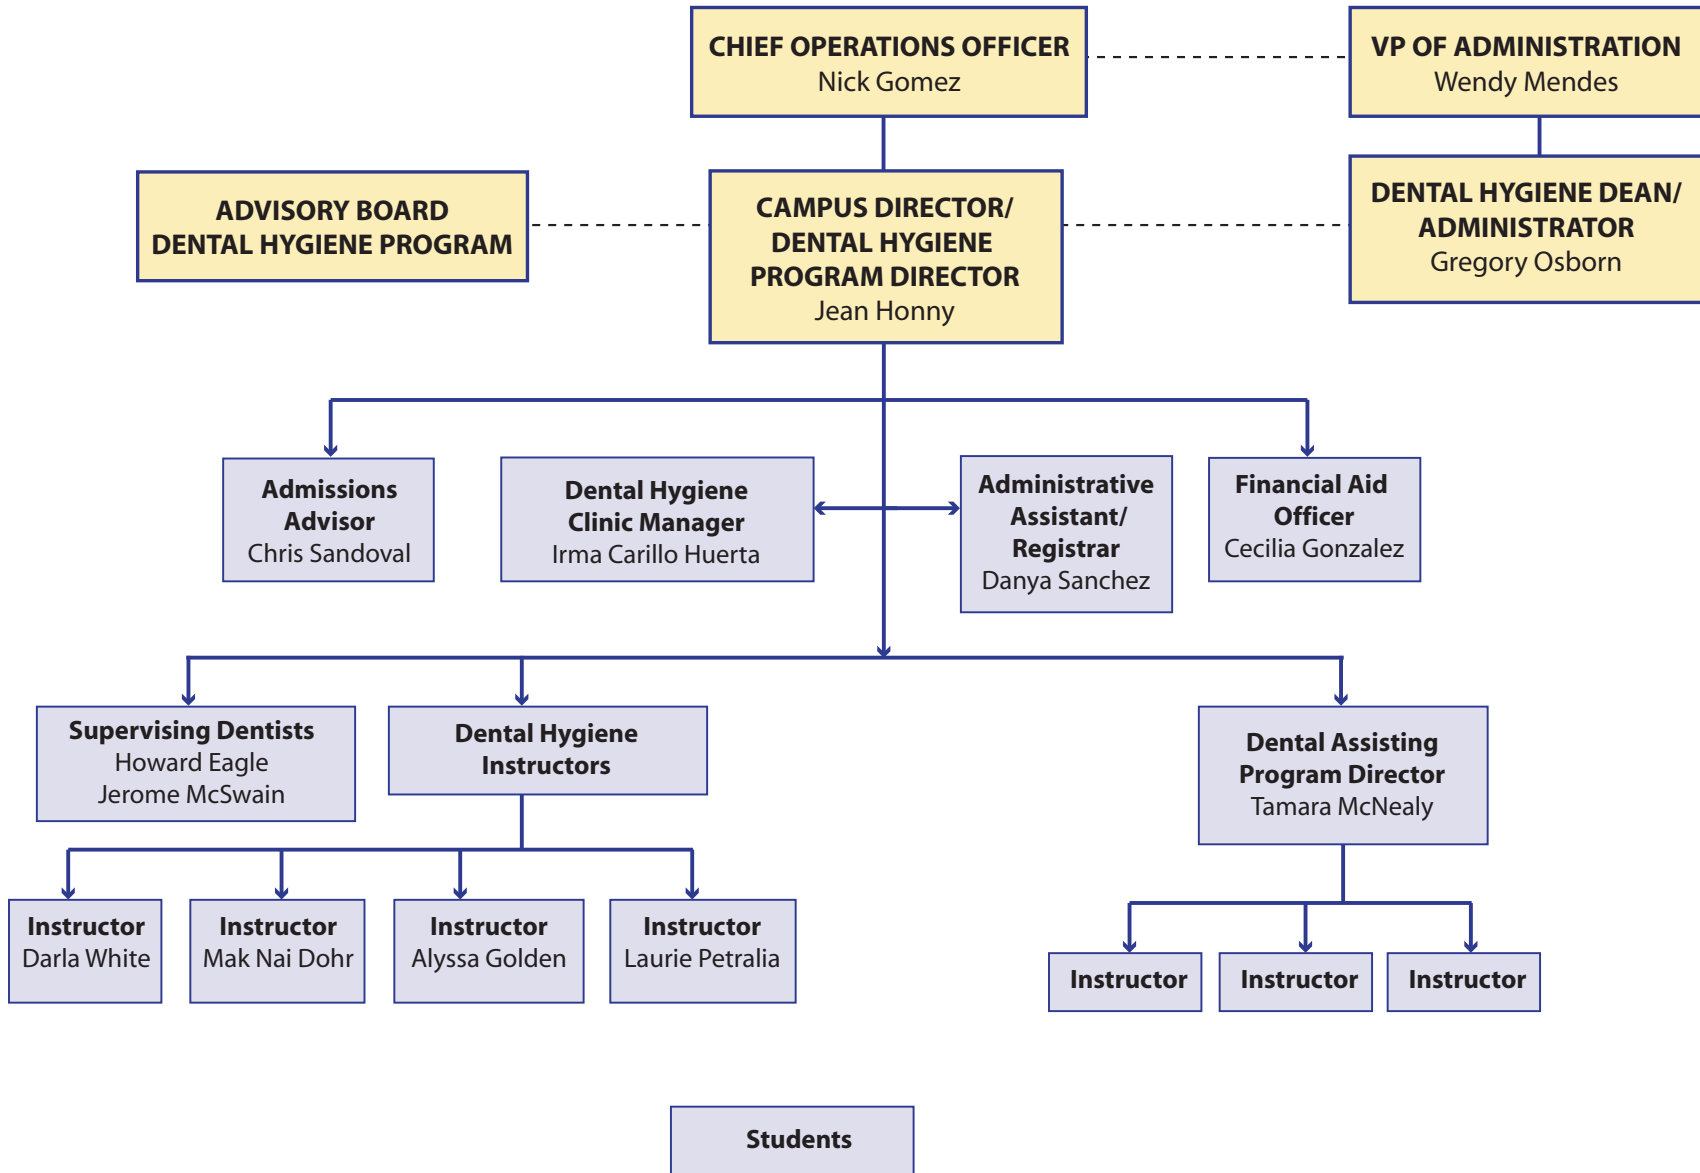 CHIEF OPERATIONS OFFICER
Nick Gomez
VP OF ADMINISTRATION
Wendy Mendes
ADVISORY BOARD
DENTAL HYGIENE PROGRAM
CAMPUS DIRECTOR/
DENTAL HYGIENE
PROGRAM DIRECTOR
Jean Honny
DENTAL HYGIENE DEAN/
ADMINISTRATOR
Gregory Osborn
Admissions
Advisor
Chris Sandoval
Dental Hygiene
Clinic Manager
Irma Carillo Huerta
Administrative
Assistant/
Registrar
Danya Sanchez
Financial Aid
Officer
Cecilia Gonzalez
Supervising Dentists
Howard Eagle
Jerome McSwain
Dental Hygiene
Instructors
Dental Assisting
Program Director
Tamara McNealy
Instructor
Darla White
Instructor
Mak Nai Dohr
Instructor
Alyssa Golden
Instructor
Laurie Petralia
Instructor
Instructor
Instructor
Students